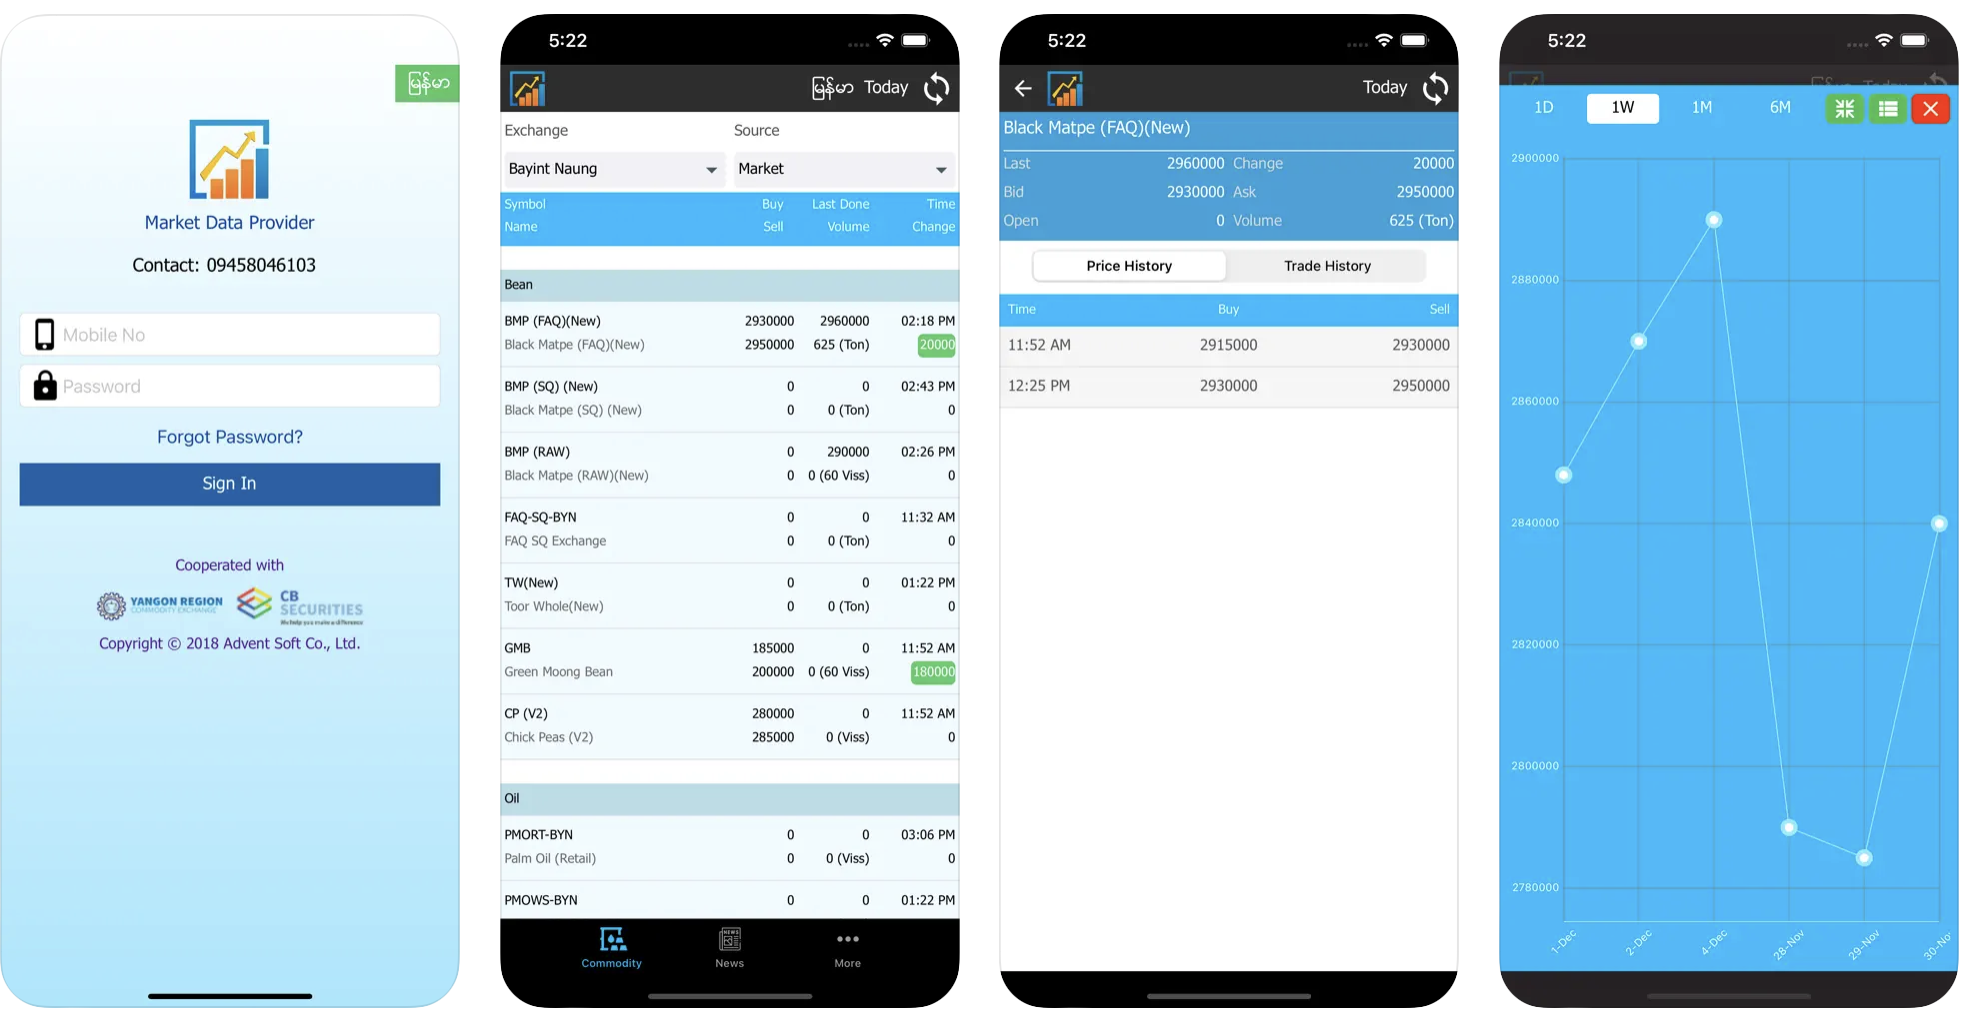 မြန်မာ
Market Data Provider
Contact: 09458046103
Mobile No
Password
Forgot Password?
Sign In
Cooperated with
YANGON REGION
COMMODITY EXCHANGE
CB
SECURITIES
We help you make a difference
Copyright © 2018 Advent Soft Co., Ltd.
5:22
မြန်မာ Today
Exchange Source
Bayint Naung Market
Symbol Buy Last Done Time
Name Sell Volume Change
Bean
BMP (FAQ)(New) 2930000 2960000 02:18 PM
Black Matpe (FAQ)(New) 2950000 625 (Ton) 20000
BMP (SQ) (New) 0 0 02:43 PM
Black Matpe (SQ) (New) 0 0 (Ton) 0
BMP (RAW) 0 290000 02:26 PM
Black Matpe (RAW)(New) 0 0 (60 Viss) 0
FAQ-SQ-BYN 0 0 11:32 AM
FAQ SQ Exchange 0 0 (Ton) 0
TW(New) 0 0 01:22 PM
Toor Whole(New) 0 0 (Ton) 0
GMB 185000 0 11:52 AM
Green Moong Bean 200000 0 (60 Viss) 180000
CP (V2) 280000 0 11:52 AM
Chick Peas (V2) 285000 0 (Viss) 0
Oil
PMORT-BYN 0 0 03:06 PM
Palm Oil (Retail) 0 0 (Viss) 0
PMOWS-BYN 0 0 01:22 PM
Commodity News More
5:22
Today
Black Matpe (FAQ)(New)
Last 2960000 Change 20000
Bid 2930000 Ask 2950000
Open 0 Volume 625 (Ton)
Price History Trade History
Time Buy Sell
11:52 AM 2915000 2930000
12:25 PM 2930000 2950000
5:22
1D 1W 1M 6M
2900000
2880000
2860000
2840000
2820000
2800000
2780000
1-Dec 2-Dec 4-Dec 28-Nov 29-Nov 30-No